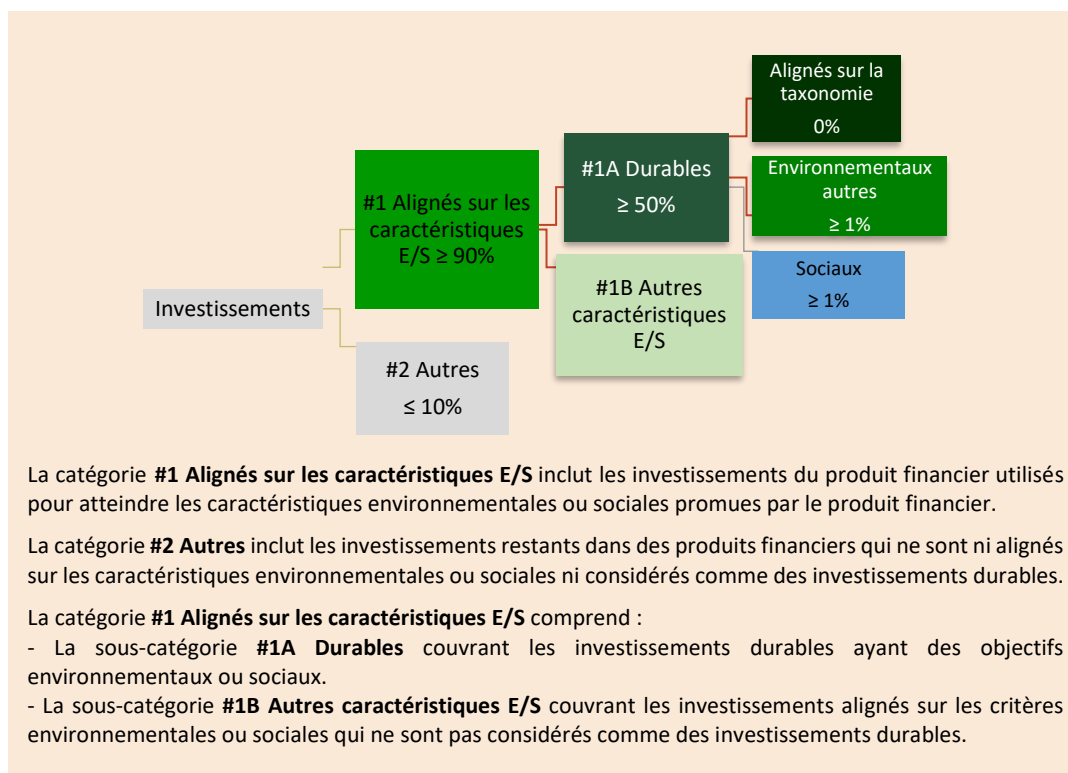 Alignés sur la
taxonomie
0%
#1A Durables
≥ 50%
Environnementaux
autres
≥ 1%
#1 Alignés sur les
caractéristiques
E/S ≥ 90%
Sociaux
≥ 1%
#1B Autres
caractéristiques
E/S
Investissements
#2 Autres
≤ 10%
La catégorie #1 Alignés sur les caractéristiques E/S inclut les investissements du produit financier utilisés
pour atteindre les caractéristiques environnementales ou sociales promues par le produit financier.
La catégorie #2 Autres inclut les investissements restants dans des produits financiers qui ne sont ni alignés
sur les caractéristiques environnementales ou sociales ni considérés comme des investissements durables.
La catégorie #1 Alignés sur les caractéristiques E/S comprend :
- La sous-catégorie #1A Durables couvrant les investissements durables ayant des objectifs
environnementaux ou sociaux.
- La sous-catégorie #1B Autres caractéristiques E/S couvrant les investissements alignés sur les critères
environnementales ou sociales qui ne sont pas considérés comme des investissements durables.